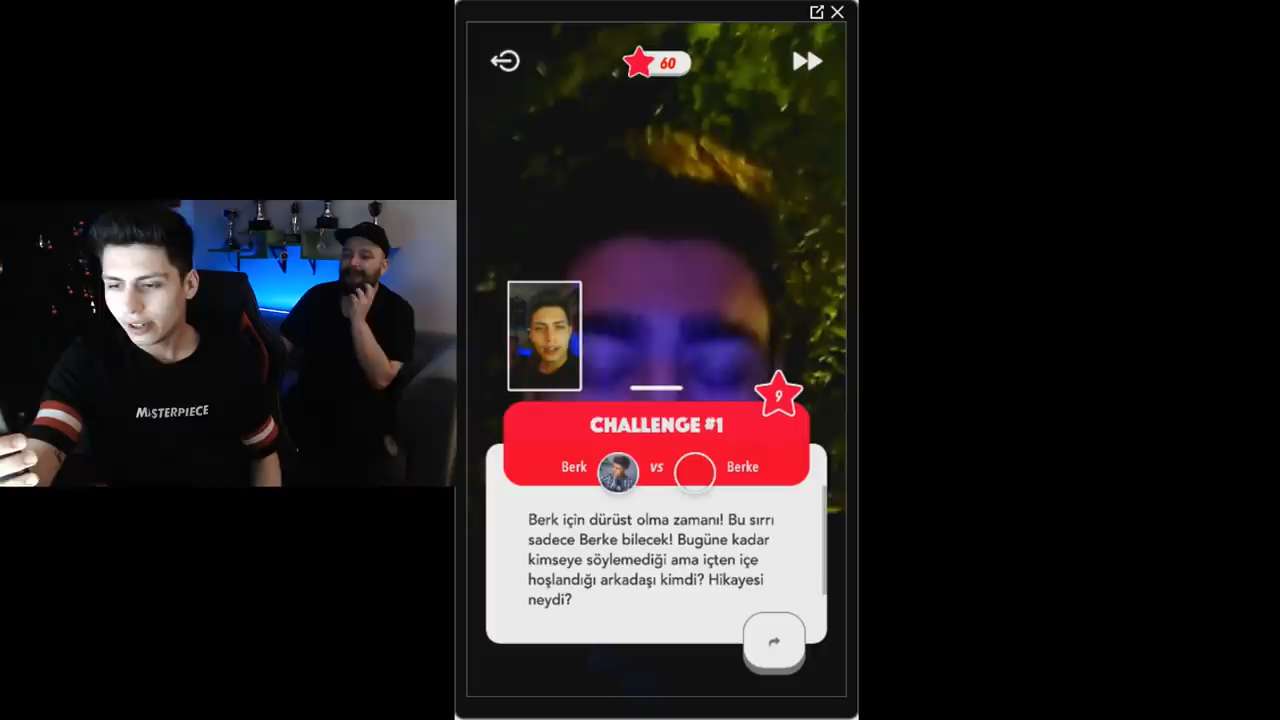 60
MASTERPIECE
9
CHALLENGE #1
Berk vs Berke
Berk için dürüst olma zamanı! Bu sırrı
sadece Berke bilecek! Bugüne kadar
kimseye söylemediği ama içten içe
hoşlandığı arkadaşı kimdi? Hikayesi
neydi?